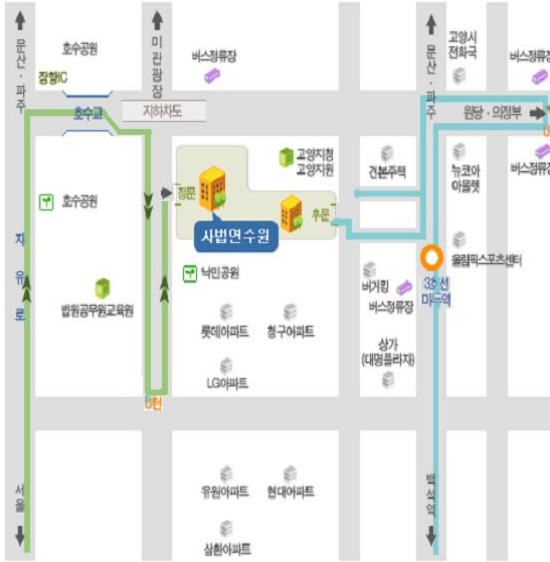 문산·파주
호수공원
장항IC
호수교
미관광장
지하차도
버스정류장
문산·파주
고양시
전화국
버스정류장
원당·의정부
버스정류장
정문
고양지청
고양지원
건본주택
뉴코아
아울렛
호수공원
사법연수원
후문
자유로
법원공무원교육원
낙민공원
버거킹
버스정류장
3호선
마두역
올림픽스포츠센터
롯데아파트
청구아파트
상가
(대명플라자)
LG아파트
U턴
서울
유원아파트
현대아파트
삼환아파트
백석역